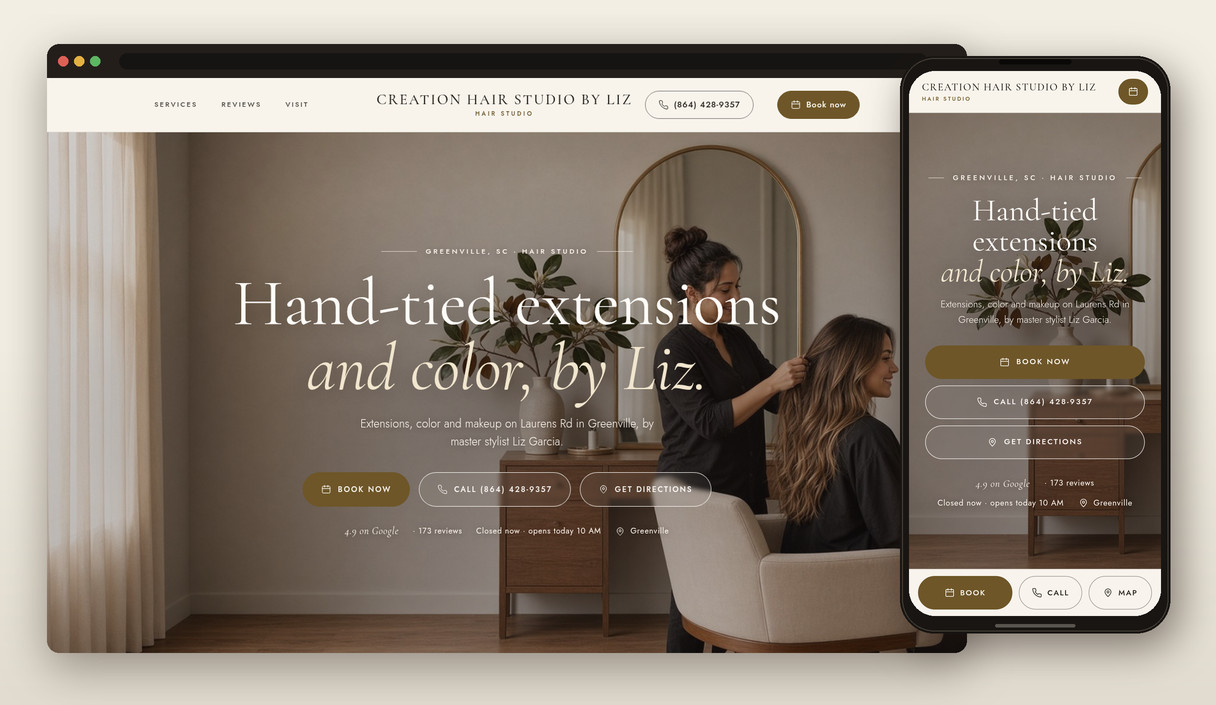 SERVICES REVIEWS VISIT
CREATION HAIR STUDIO BY LIZ
HAIR STUDIO
(864) 428-9357
Book now
GREENVILLE, SC · HAIR STUDIO
Hand-tied extensions
and color, by Liz.
Extensions, color and makeup on Laurens Rd in Greenville, by
master stylist Liz Garcia.
BOOK NOW
CALL (864) 428-9357
GET DIRECTIONS
4.9 on Google · 173 reviews Closed now · opens today 10 AM Greenville
CREATION HAIR STUDIO BY LIZ
HAIR STUDIO
GREENVILLE, SC · HAIR STUDIO
Hand-tied
extensions
and color, by Liz.
Extensions, color and makeup on Laurens Rd in
Greenville, by master stylist Liz Garcia.
BOOK NOW
CALL (864) 428-9357
GET DIRECTIONS
4.9 on Google · 173 reviews
Closed now · opens today 10 AM Greenville
BOOK
CALL
MAP